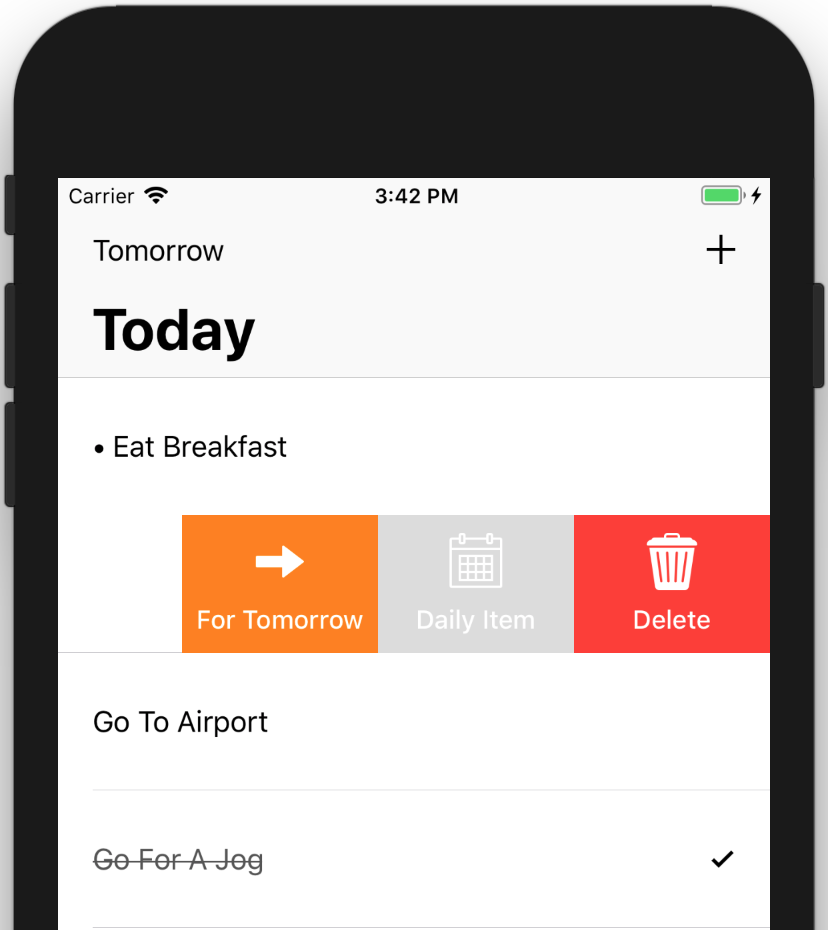 Carrier 3:42 PM
Tomorrow
Today
• Eat Breakfast
For Tomorrow Daily Item Delete
Go To Airport
Go For A Jog